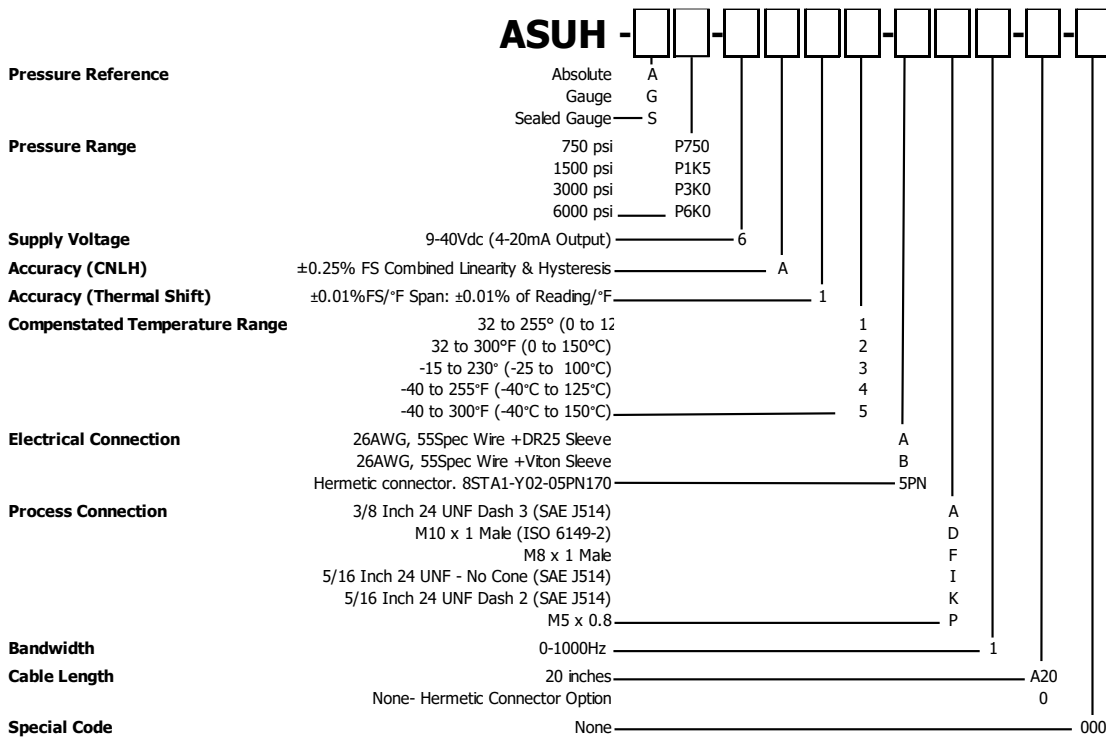 ASUH - - - - -
Pressure Reference Absolute A
Gauge G
Sealed Gauge S
Pressure Range 750 psi P750
1500 psi P1K5
3000 psi P3K0
6000 psi P6K0
Supply Voltage 9-40Vdc (4-20mA Output) 6
Accuracy (CNLH) ±0.25% FS Combined Linearity & Hysteresis A
Accuracy (Thermal Shift) ±0.01%FS/°F Span: ±0.01% of Reading/°F 1
Compenstated Temperature Range 32 to 255° (0 to 12 1
32 to 300°F (0 to 150°C) 2
-15 to 230° (-25 to 100°C) 3
-40 to 255°F (-40°C to 125°C) 4
-40 to 300°F (-40°C to 150°C) 5
Electrical Connection 26AWG, 55Spec Wire +DR25 Sleeve A
26AWG, 55Spec Wire +Viton Sleeve B
Hermetic connector. 8STA1-Y02-05PN170 5PN
Process Connection 3/8 Inch 24 UNF Dash 3 (SAE J514) A
M10 x 1 Male (ISO 6149-2) D
M8 x 1 Male F
5/16 Inch 24 UNF - No Cone (SAE J514) I
5/16 Inch 24 UNF Dash 2 (SAE J514) K
M5 x 0.8 P
Bandwidth 0-1000Hz 1
Cable Length 20 inches A20
None- Hermetic Connector Option 0
Special Code None 000